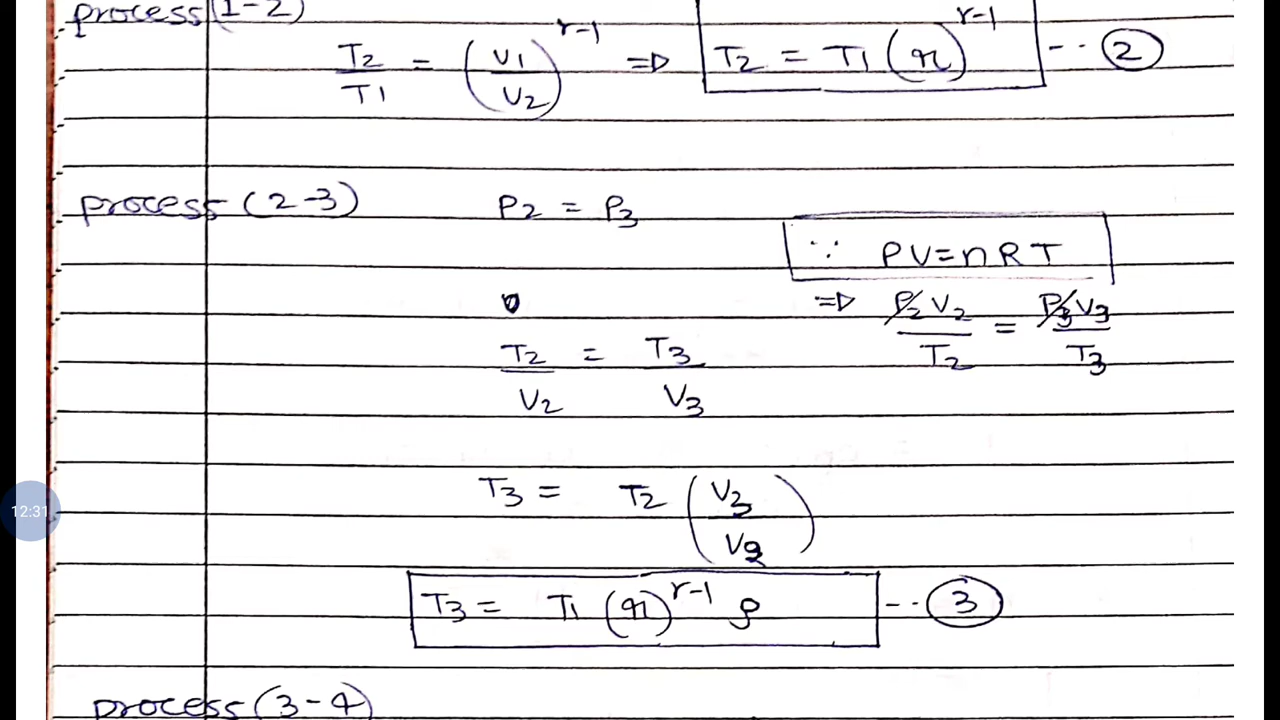 process (1-2)
T2/T1 = (V1/V2)^γ-1 => T2 = T1 (r)^γ-1 -- ②
process (2-3) P2 = P3
∵ PV = nRT
=> P2V2/T2 = P3V3/T3
T2/V2 = T3/V3
12:31
T3 = T2 (V3/V2)
T3 = T1 (r)^γ-1 ρ -- ③
process (3-4)